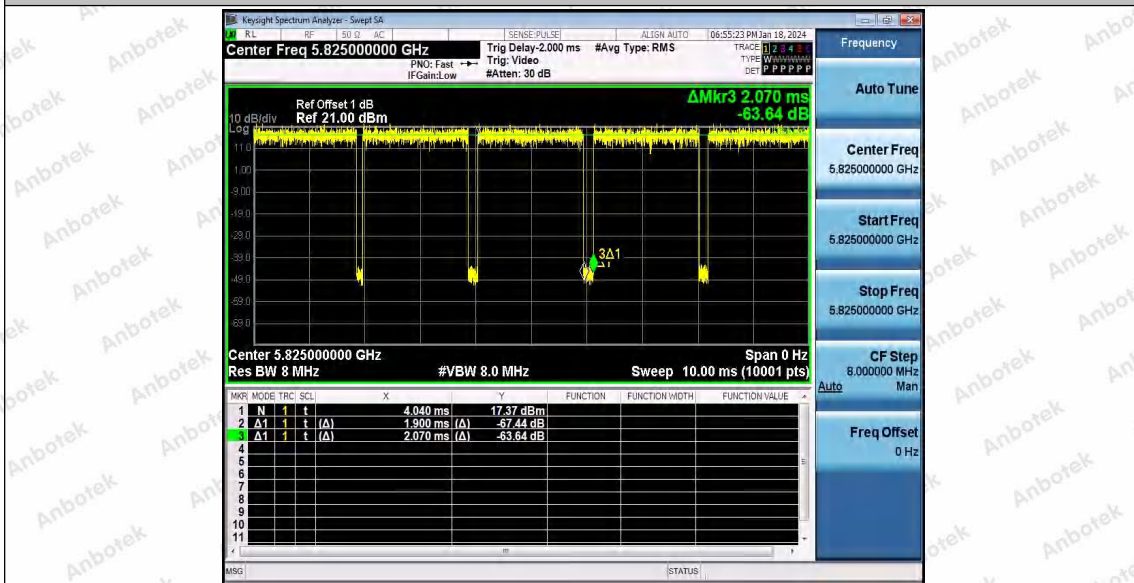 Keysight Spectrum Analyzer - Swept SA
RL RF 50 Ω AC SENSE:PULSE ALIGN AUTO 06:55:23 PM Jan 18, 2024
Center Freq 5.825000000 GHz
PNO: Fast
IFGain:Low
Trig Delay-2.000 ms
Trig: Video
#Atten: 30 dB
#Avg Type: RMS
TRACE 1 2 3 4 5 6
TYPE WWWWWW
DET P P P P P P
ΔMkr3 2.070 ms
-63.64 dB
Ref Offset 1 dB
10 dB/div Ref 21.00 dBm
Log
11.0
1.00
-9.00
-19.0
-29.0
-39.0
-49.0
-59.0
-69.0
3Δ1
Center 5.825000000 GHz Span 0 Hz
Res BW 8 MHz #VBW 8.0 MHz Sweep 10.00 ms (10001 pts)
MKR MODE TRC SCL X Y FUNCTION FUNCTION WIDTH FUNCTION VALUE
1 N 1 t 4.040 ms 17.37 dBm
2 Δ1 1 t (Δ) 1.900 ms (Δ) -67.44 dB
3 Δ1 1 t (Δ) 2.070 ms (Δ) -63.64 dB
4
5
6
7
8
9
10
11
MSG STATUS
Frequency
Auto Tune
Center Freq
5.825000000 GHz
Start Freq
5.825000000 GHz
Stop Freq
5.825000000 GHz
CF Step
8.000000 MHz
Auto Man
Freq Offset
0 Hz
Anbotek